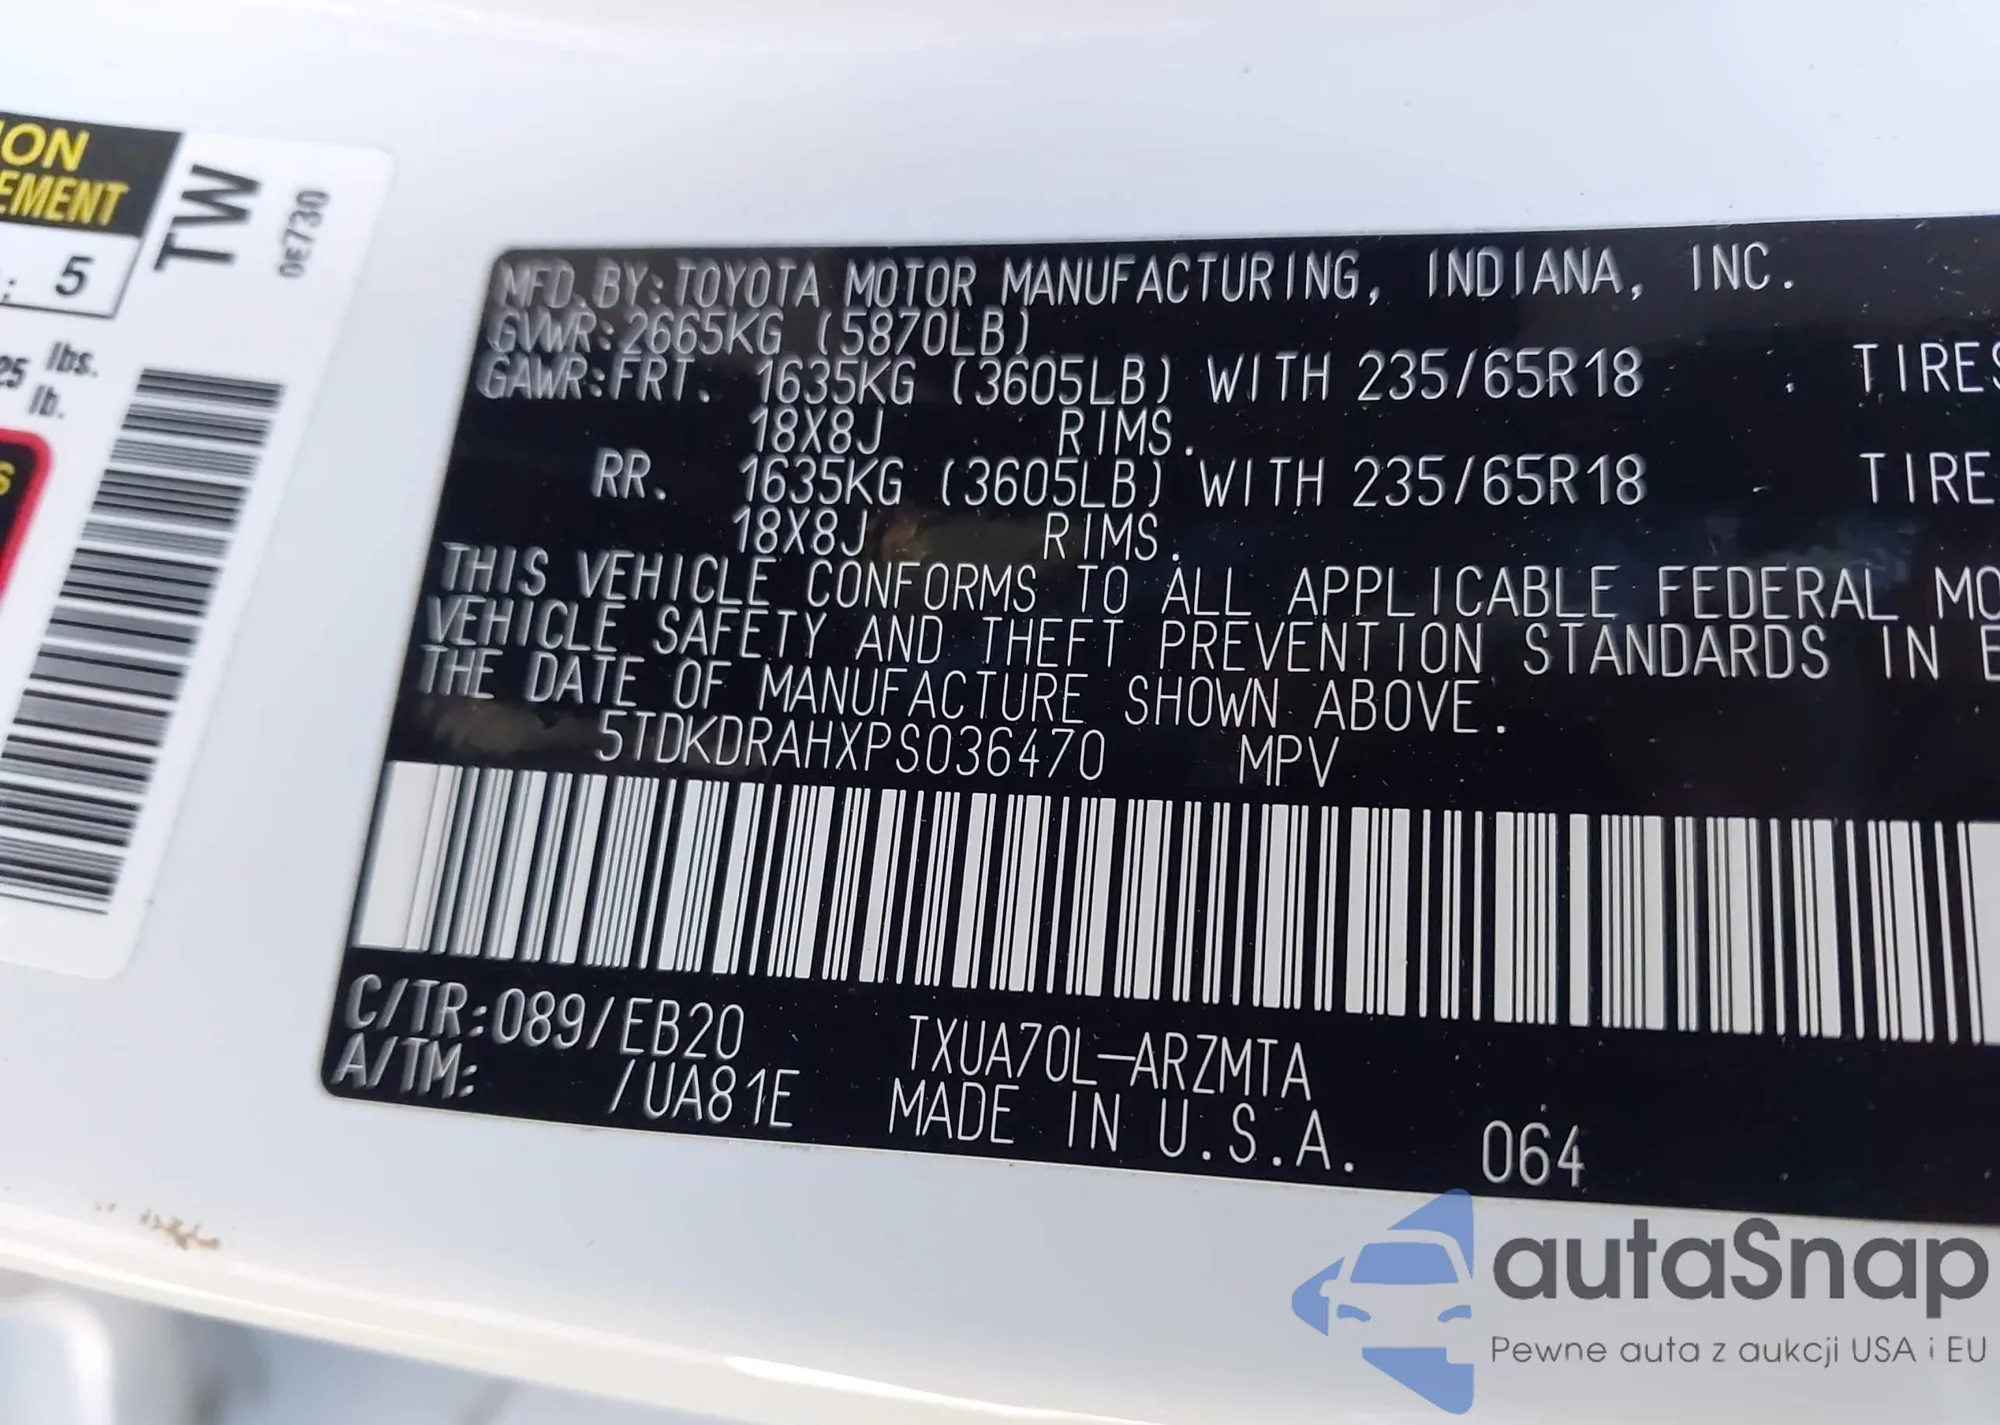 ION
EMENT
: 5
25 lbs.
lb.
S
TW
0E730
MFD. BY: TOYOTA MOTOR MANUFACTURING, INDIANA, INC.
GVWR: 2665KG (5870LB)
GAWR: FRT. 1635KG (3605LB) WITH 235/65R18 TIRES
18X8J RIMS.
RR. 1635KG (3605LB) WITH 235/65R18 TIRE
18X8J RIMS.
THIS VEHICLE CONFORMS TO ALL APPLICABLE FEDERAL MO
VEHICLE SAFETY AND THEFT PREVENTION STANDARDS IN E
THE DATE OF MANUFACTURE SHOWN ABOVE.
5TDKDRAHXPS036470 MPV
C/TR: 089/EB20 TXUA70L-ARZMTA
A/TM: /UA81E MADE IN U.S.A. 064
autaSnap
Pewne auta z aukcji USA i EU